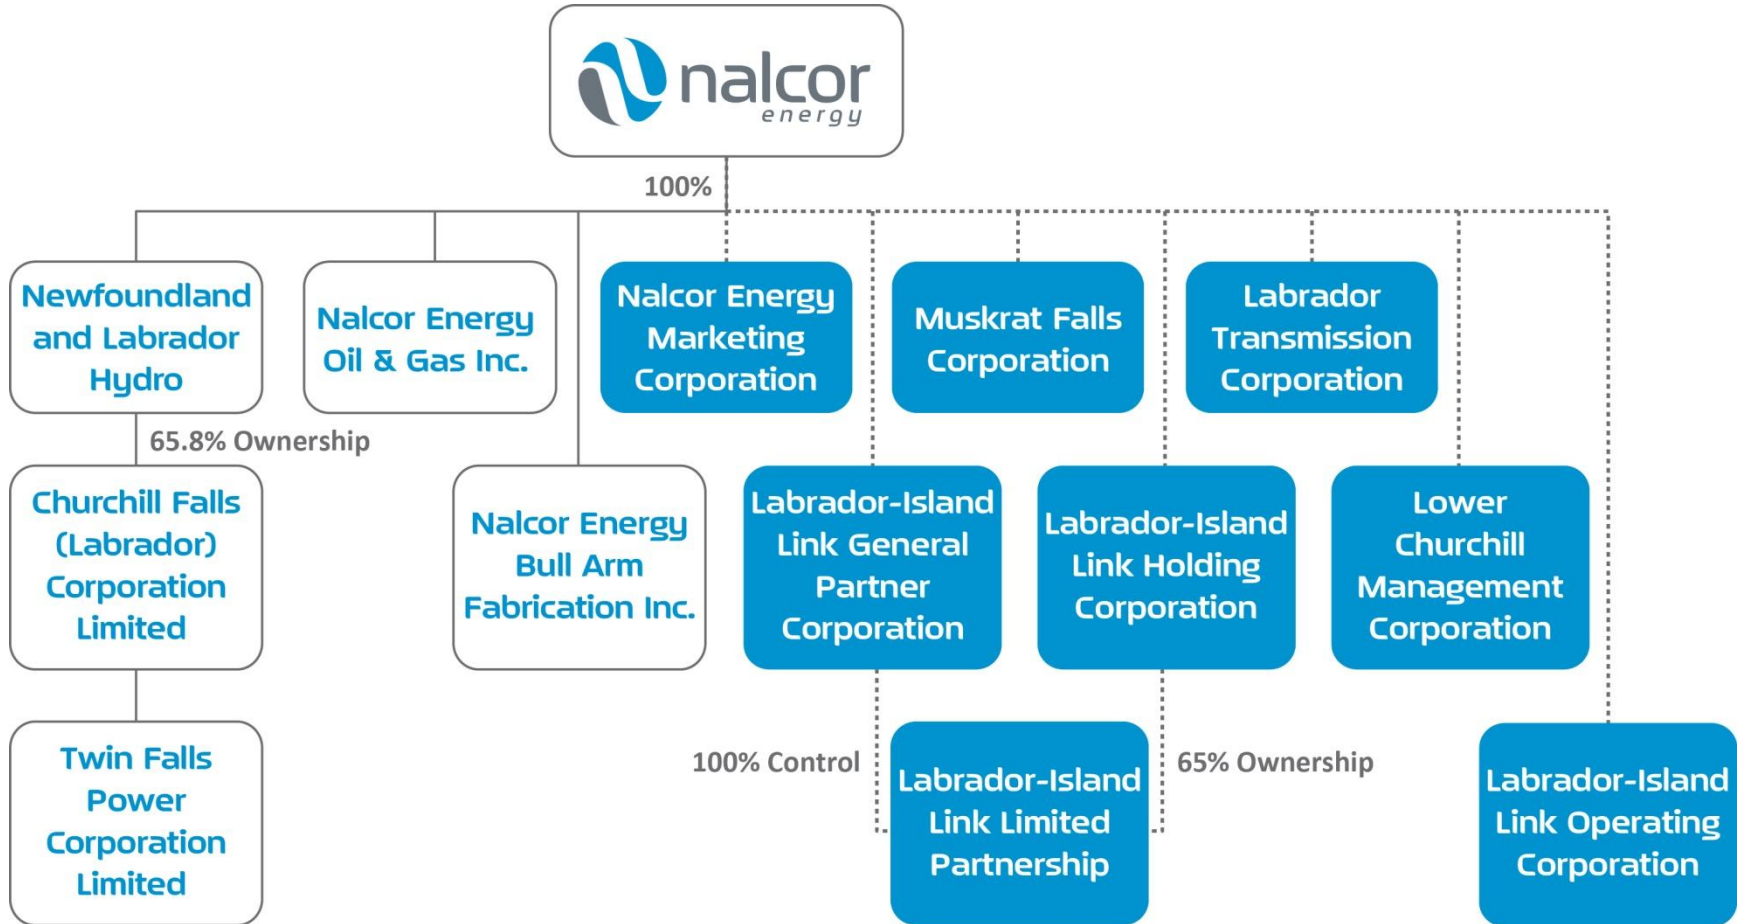 nalcor
energy
100%
Newfoundland
and Labrador
Hydro
Nalcor Energy
Oil & Gas Inc.
Nalcor Energy
Marketing
Corporation
Muskrat Falls
Corporation
Labrador
Transmission
Corporation
65.8% Ownership
Churchill Falls
(Labrador)
Corporation
Limited
Nalcor Energy
Bull Arm
Fabrication Inc.
Labrador-Island
Link General
Partner
Corporation
Labrador-Island
Link Holding
Corporation
Lower
Churchill
Management
Corporation
Twin Falls
Power
Corporation
Limited
100% Control
Labrador-Island
Link Limited
Partnership
65% Ownership
Labrador-Island
Link Operating
Corporation